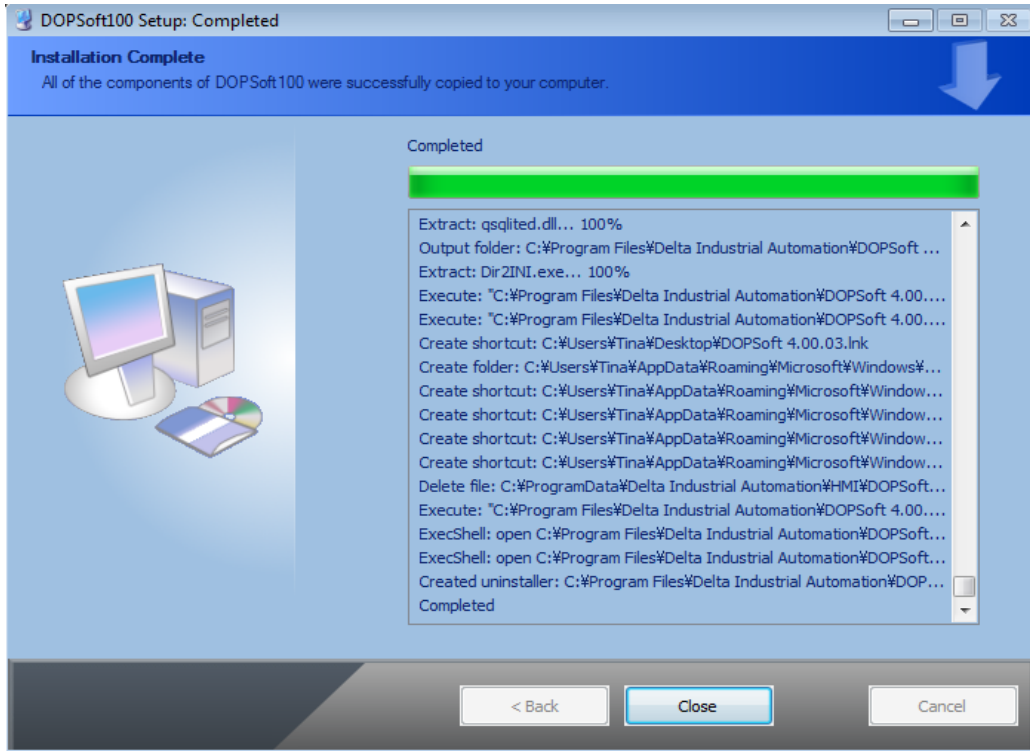 DOPSoft100 Setup: Completed
Installation Complete
All of the components of DOPSoft100 were successfully copied to your computer.
Completed
Extract: qsqlited.dll... 100%
Output folder: C:¥Program Files¥Delta Industrial Automation¥DOPSoft ...
Extract: Dir2INI.exe... 100%
Execute: "C:¥Program Files¥Delta Industrial Automation¥DOPSoft 4.00....
Execute: "C:¥Program Files¥Delta Industrial Automation¥DOPSoft 4.00....
Create shortcut: C:¥Users¥Tina¥Desktop¥DOPSoft 4.00.03.lnk
Create folder: C:¥Users¥Tina¥AppData¥Roaming¥Microsoft¥Windows¥...
Create shortcut: C:¥Users¥Tina¥AppData¥Roaming¥Microsoft¥Window...
Create shortcut: C:¥Users¥Tina¥AppData¥Roaming¥Microsoft¥Window...
Create shortcut: C:¥Users¥Tina¥AppData¥Roaming¥Microsoft¥Window...
Create shortcut: C:¥Users¥Tina¥AppData¥Roaming¥Microsoft¥Window...
Delete file: C:¥ProgramData¥Delta Industrial Automation¥HMI¥DOPSoft...
Execute: "C:¥Program Files¥Delta Industrial Automation¥DOPSoft 4.00....
ExecShell: open C:¥Program Files¥Delta Industrial Automation¥DOPSoft...
ExecShell: open C:¥Program Files¥Delta Industrial Automation¥DOPSoft...
Created uninstaller: C:¥Program Files¥Delta Industrial Automation¥DOP...
Completed
< Back
Close
Cancel